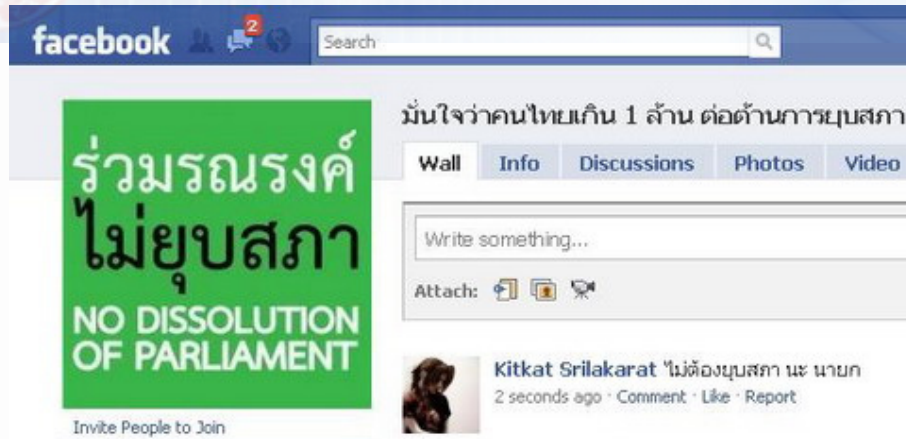 facebook 2 Search
ร่วมรณรงค์
ไม่ยุบสภา
NO DISSOLUTION
OF PARLIAMENT
Invite People to Join
มั่นใจว่าคนไทยเกิน 1 ล้าน ต่อต้านการยุบสภา
Wall Info Discussions Photos Video
Write something...
Attach:
Kitkat Srilakarat ไม่ต้องยุบสภา นะ นายก
2 seconds ago · Comment · Like · Report